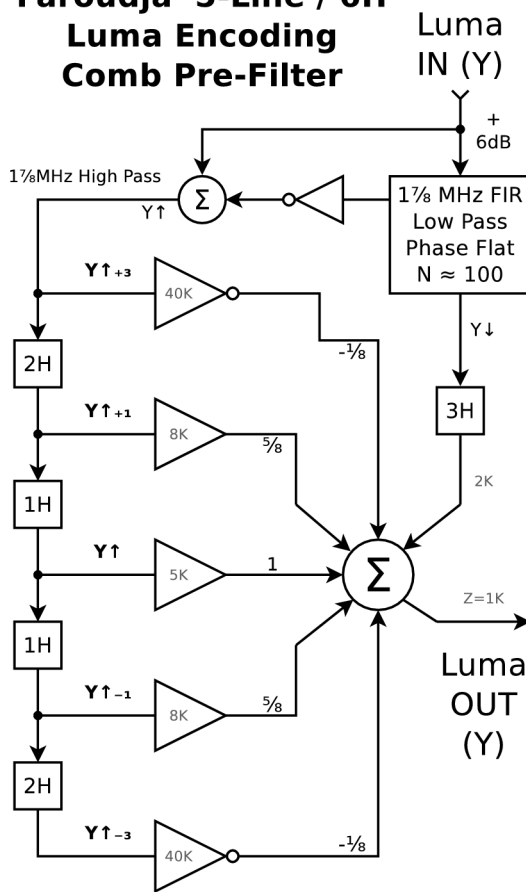 Luma Encoding
Comb Pre-Filter
Luma
IN (Y)
+
6dB
1⅞MHz High Pass
Y↑
Σ
1⅞ MHz FIR
Low Pass
Phase Flat
N ≈ 100
Y↑₊₃
40K
-⅛
Y↓
2H
3H
Y↑₊₁
8K
⅝
2K
1H
Y↑
5K
1
Σ
Z=1K
1H
Luma
OUT
(Y)
Y↑₋₁
8K
⅝
2H
Y↑₋₃
40K
-⅛